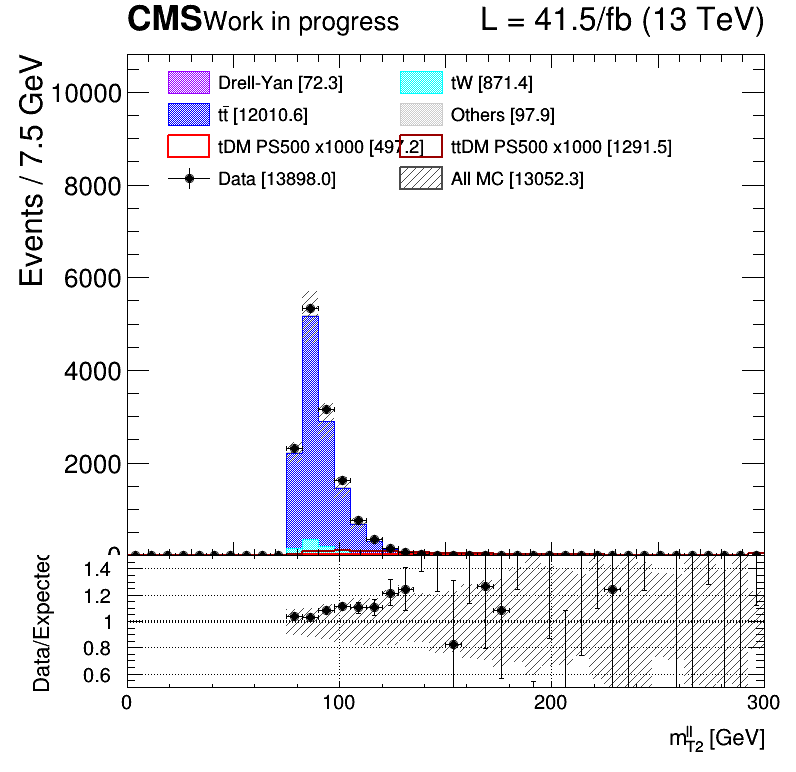 CMS Work in progress L = 41.5/fb (13 TeV)
Events / 7.5 GeV
10000
8000
6000
4000
2000
0
Drell-Yan [72.3] tW [871.4]
tt̄ [12010.6] Others [97.9]
tDM PS500 x1000 [497.2] ttDM PS500 x1000 [1291.5]
Data [13898.0] All MC [13052.3]
Data/Expected
1.4
1.2
1
0.8
0.6
0 100 200 300
m_T2^ll [GeV]